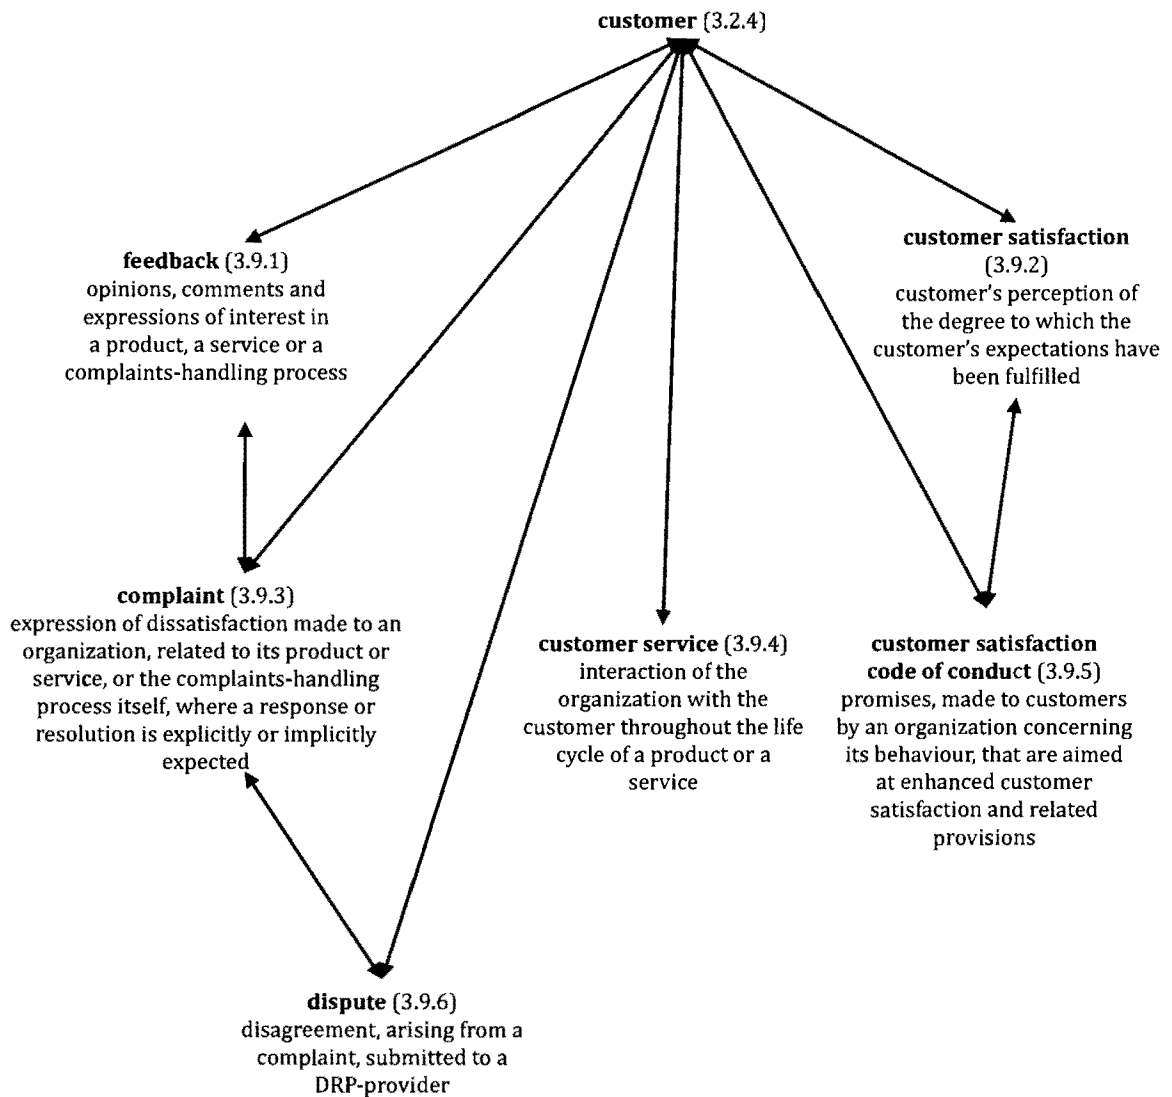 customer (3.2.4)
feedback (3.9.1)
opinions, comments and
expressions of interest in
a product, a service or a
complaints-handling process
customer satisfaction
(3.9.2)
customer's perception of
the degree to which the
customer's expectations have
been fulfilled
complaint (3.9.3)
expression of dissatisfaction made to an
organization, related to its product or
service, or the complaints-handling
process itself, where a response or
resolution is explicitly or implicitly
expected
customer service (3.9.4)
interaction of the
organization with the
customer throughout the life
cycle of a product or a
service
customer satisfaction
code of conduct (3.9.5)
promises, made to customers
by an organization concerning
its behaviour, that are aimed
at enhanced customer
satisfaction and related
provisions
dispute (3.9.6)
disagreement, arising from a
complaint, submitted to a
DRP-provider